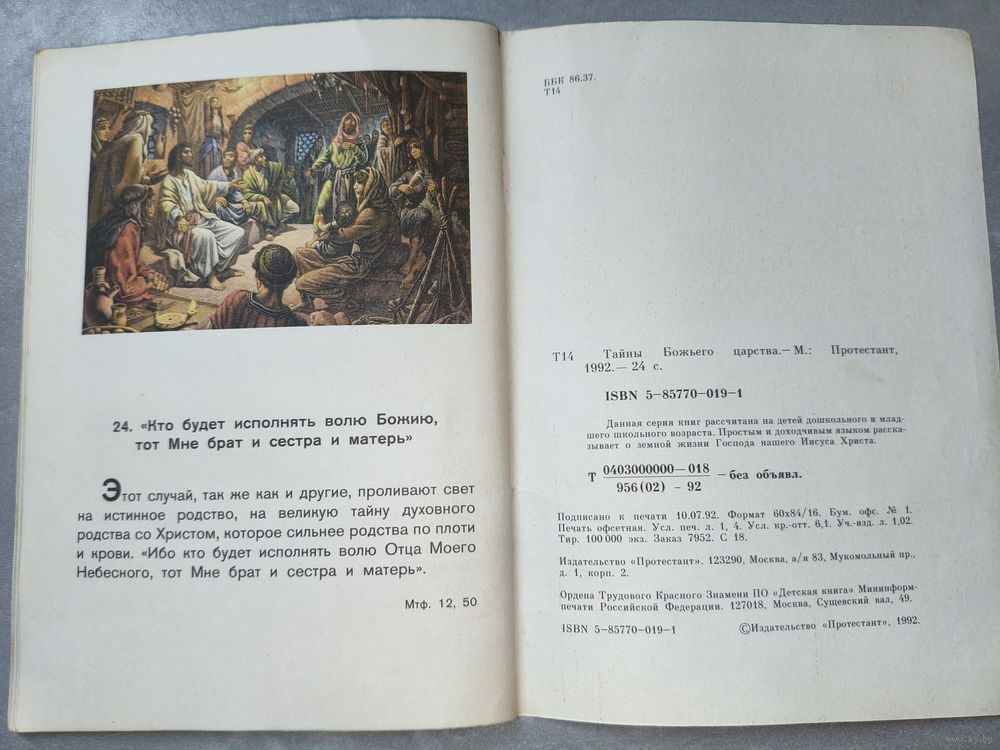 24. «Кто будет исполнять волю Божию,
тот Мне брат и сестра и матерь»
Этот случай, так же как и другие, проливают свет
на истинное родство, на великую тайну духовного
родства со Христом, которое сильнее родства по плоти
и крови. «Ибо кто будет исполнять волю Отца Моего
Небесного, тот Мне брат и сестра и матерь».
Мтф. 12, 50
ББК 86.37.
Т14
Т14 Тайны Божьего царства.— М.: Протестант,
1992.— 24 с.
ISBN 5–85770–019–1
Данная серия книг рассчитана на детей дошкольного и млад-
шего школьного возраста. Простым и доходчивым языком расска-
зывает о земной жизни Господа нашего Иисуса Христа.
Т 0403000000—018 — без объявл.
956(02) – 92
Подписано к печати 10.07.92. Формат 60x84/16. Бум. офс. № 1.
Печать офсетная. Усл. печ. л. 1, 4. Усл. кр.-отт. 6,1. Уч.-изд. л. 1,02.
Тир. 100 000 экз. Заказ 7952. С 18.
Издательство «Протестант». 123290, Москва, а/я 83, Мукомольный пр.,
д. 1, корп. 2.
Ордена Трудового Красного Знамени ПО «Детская книга» Мининформ-
печати Российской Федерации. 127018, Москва, Сущевский вал, 49.
ISBN 5–85770–019–1 ©Издательство «Протестант», 1992.
www.ay.by